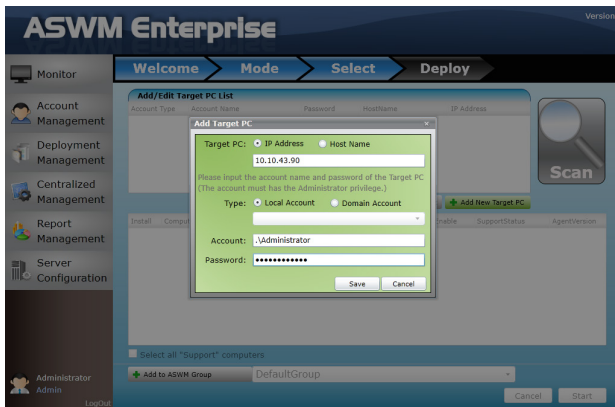 ASWM Enterprise
Version
Monitor
Account
Management
Deployment
Management
Centralized
Management
Report
Management
Server
Configuration
Administrator
Admin
LogOut
Welcome
Mode
Select
Deploy
Add/Edit Target PC List
Account Type Account Name Password HostName IP Address
Scan
Add Target PC
Target PC: IP Address Host Name
10.10.43.90
Please input the account name and password of the Target PC
(The account must has the Administrator privilege.)
Type: Local Account Domain Account
Account: .\Administrator
Password: ••••••••••••
Save Cancel
Add New Target PC
Install Comput Enable SupportStatus AgentVersion
Select all "Support" computers
Add to ASWM Group DefaultGroup
Cancel Start